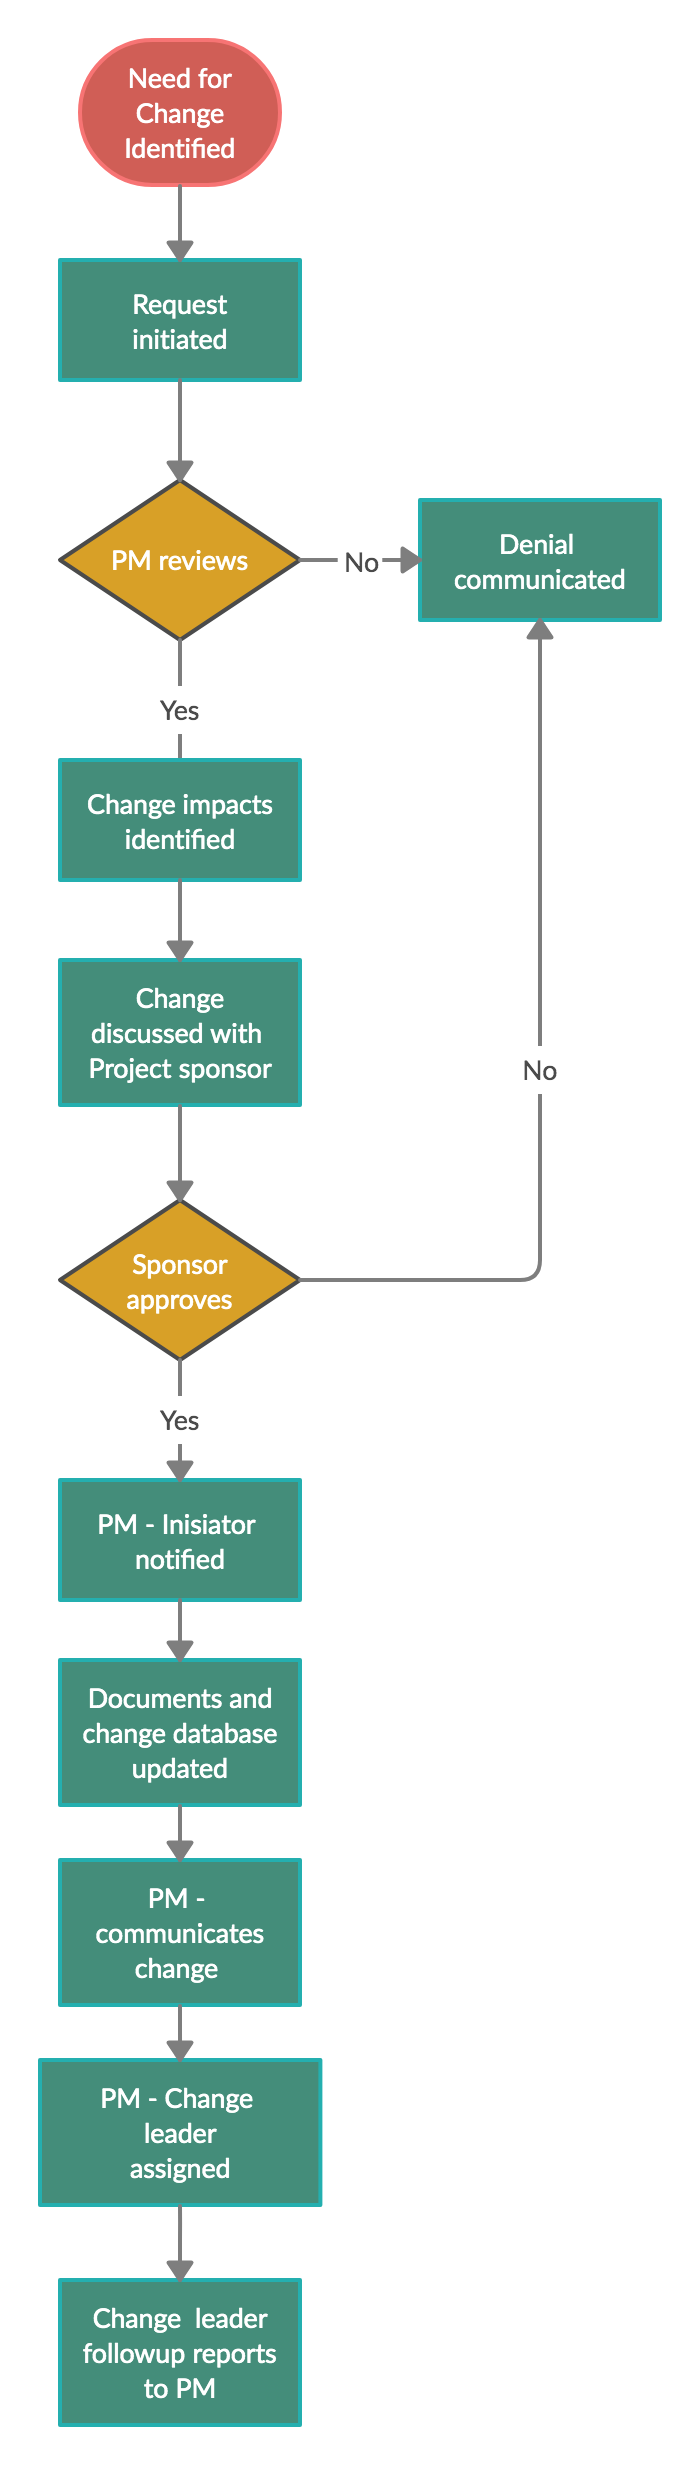 Need for
Change
Identified
Request
initiated
PM reviews
No
Denial
communicated
Yes
Change impacts
identified
Change
discussed with
Project sponsor
No
Sponsor
approves
Yes
PM - Inisiator
notified
Documents and
change database
updated
PM -
communicates
change
PM - Change
leader
assigned
Change leader
followup reports
to PM